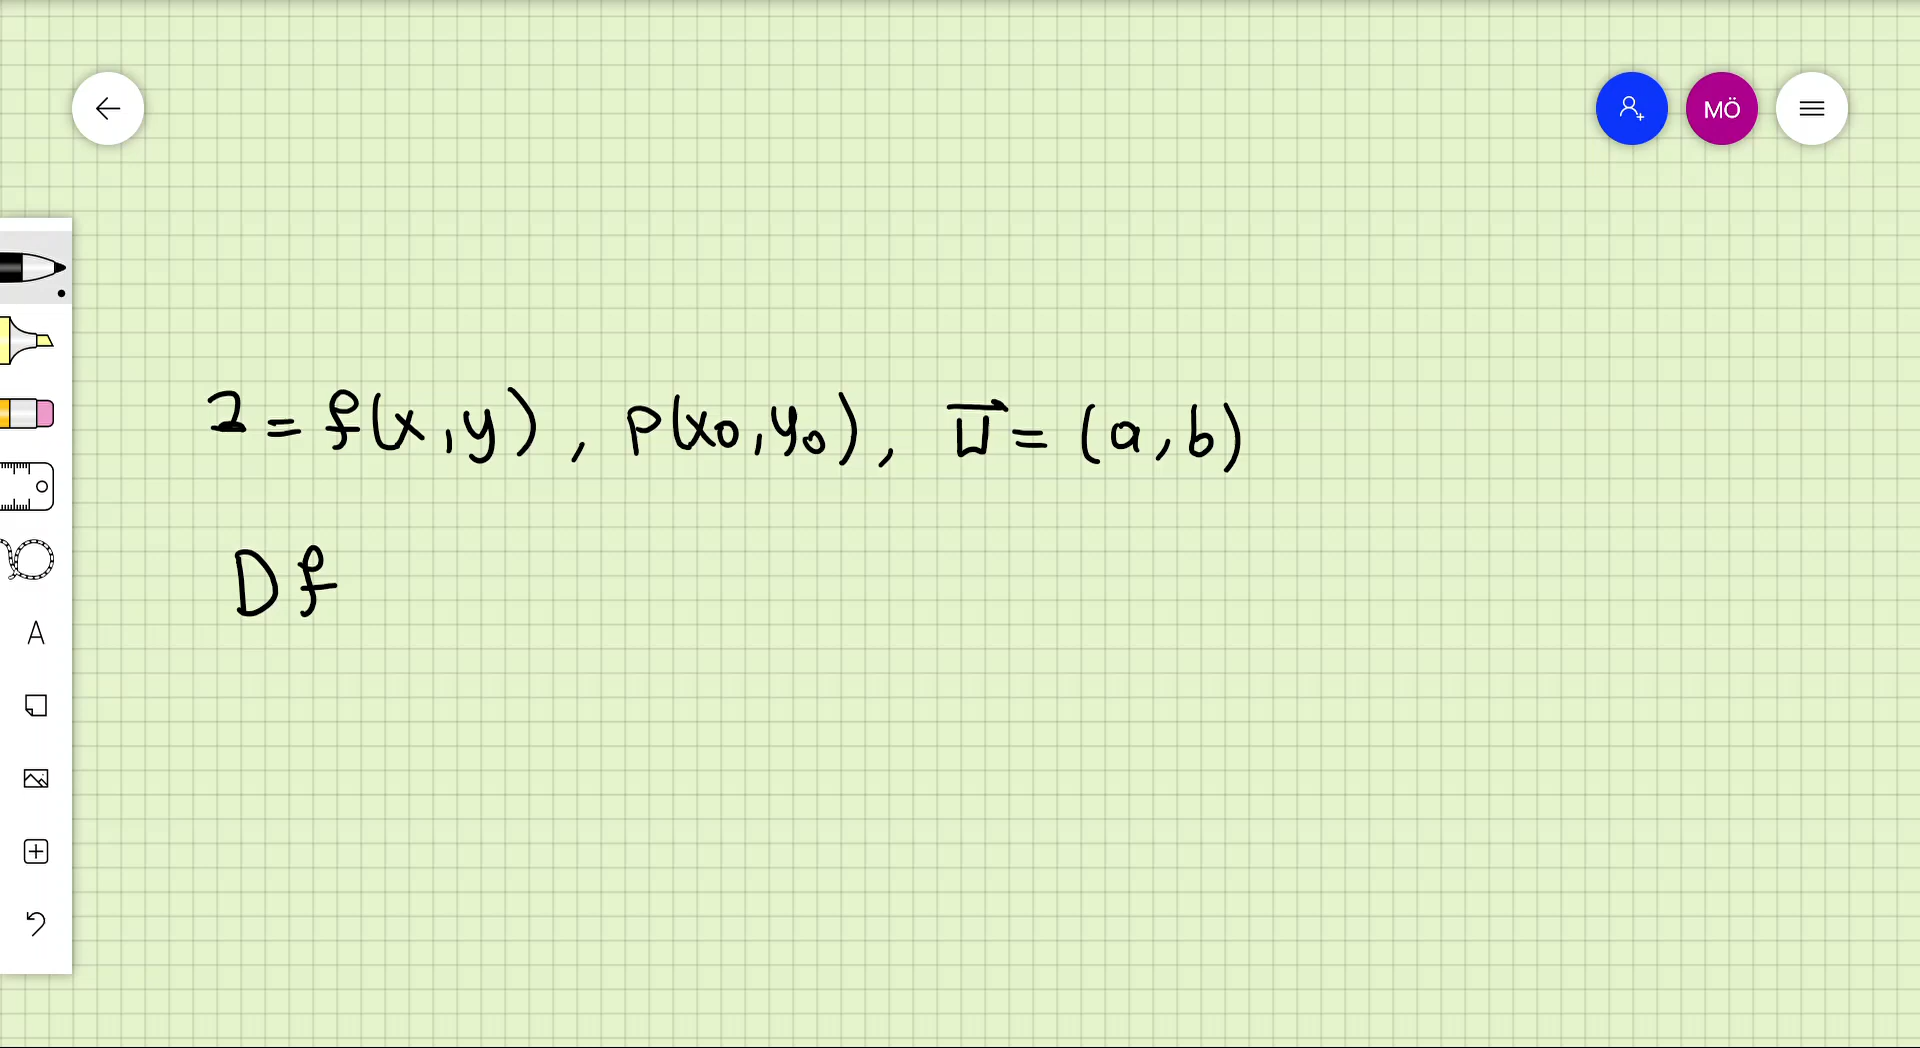 MÖ
z = f(x,y), P(x₀,y₀), u⃗ = (a,b)
Df
A